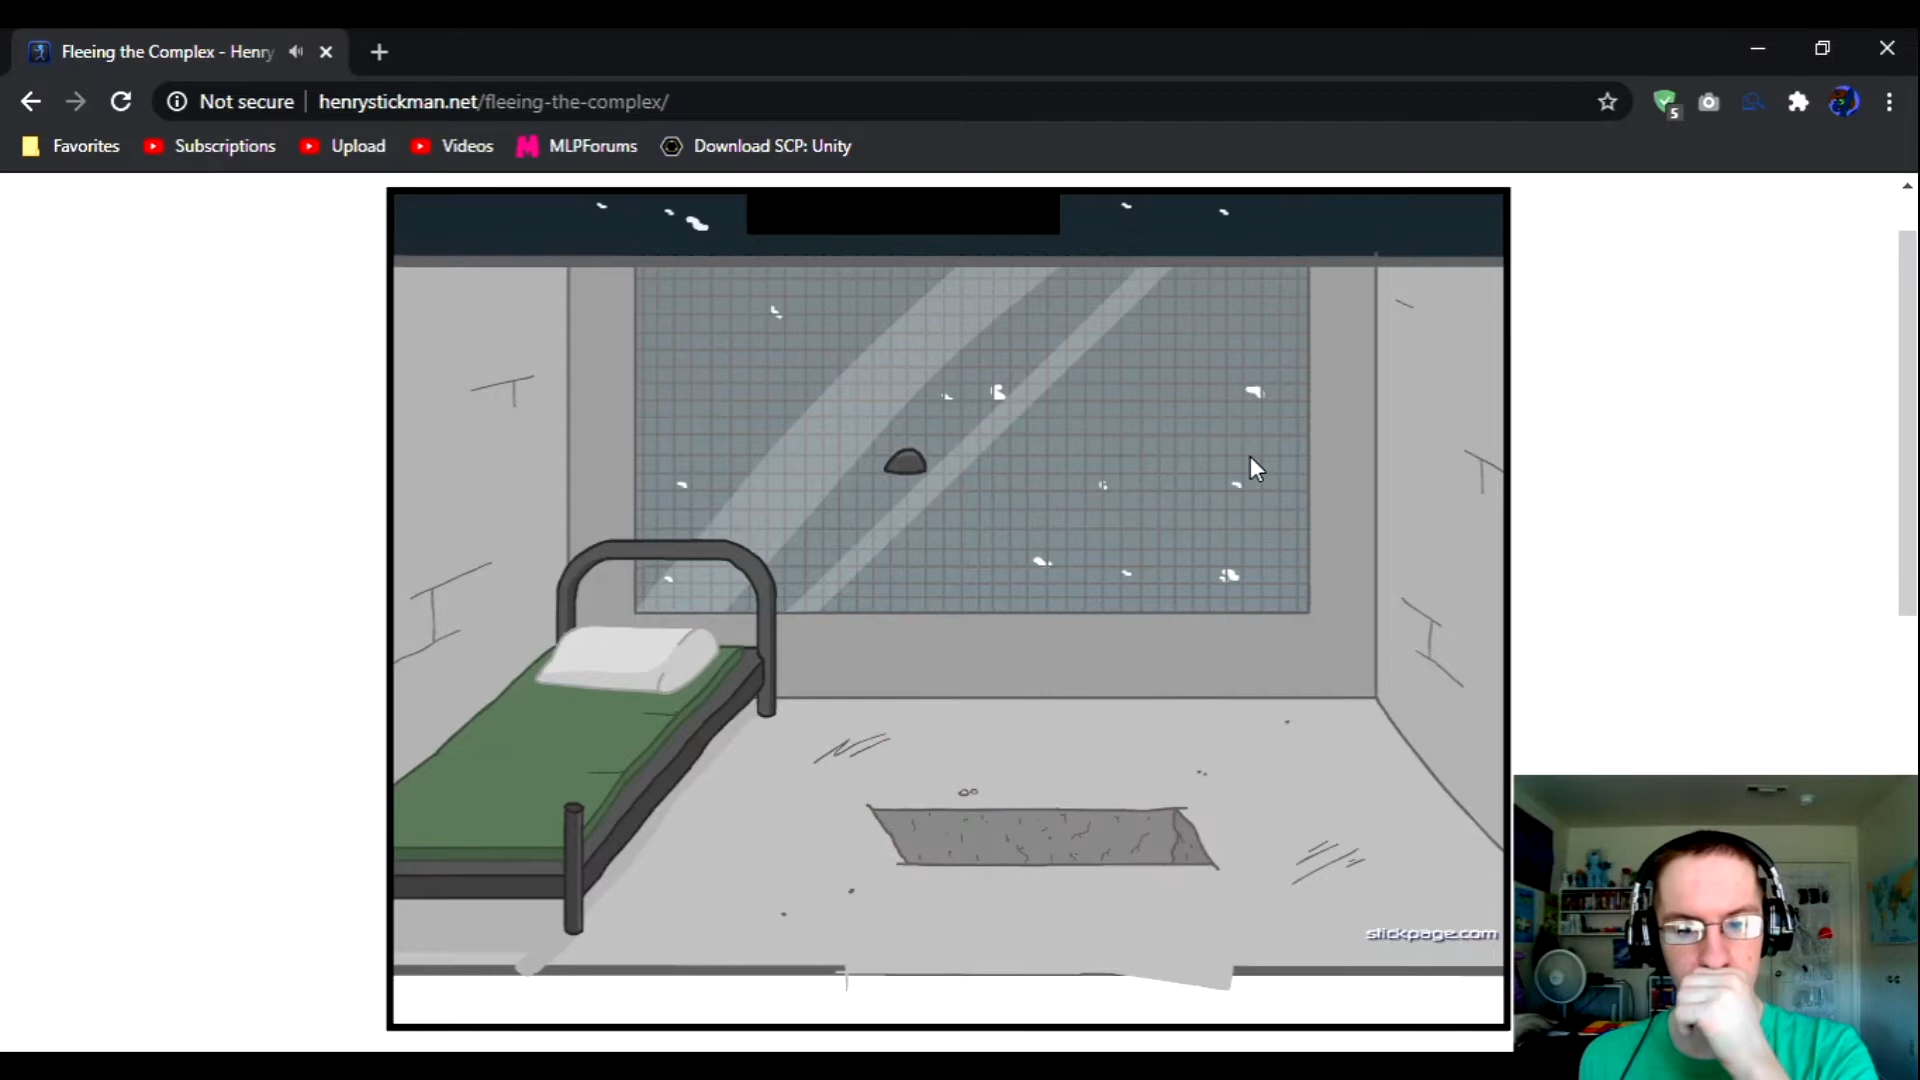 Fleeing the Complex - Henry
Not secure
henrystickman.net/fleeing-the-complex/
5
Favorites
Subscriptions
Upload
Videos
MLPForums
Download SCP: Unity
stickpage.com